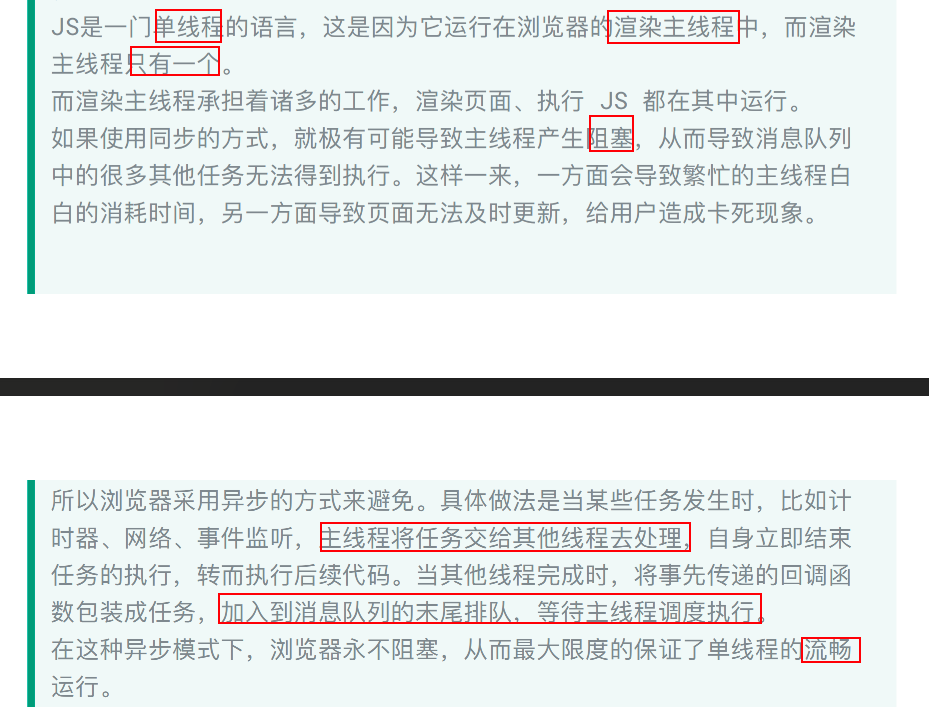 JS是一门单线程的语言，这是因为它运行在浏览器的渲染主线程中，而渲染
主线程只有一个。
而渲染主线程承担着诸多的工作，渲染页面、执行 JS 都在其中运行。
如果使用同步的方式，就极有可能导致主线程产生阻塞，从而导致消息队列
中的很多其他任务无法得到执行。这样一来，一方面会导致繁忙的主线程白
白的消耗时间，另一方面导致页面无法及时更新，给用户造成卡死现象。
所以浏览器采用异步的方式来避免。具体做法是当某些任务发生时，比如计
时器、网络、事件监听，主线程将任务交给其他线程去处理，自身立即结束
任务的执行，转而执行后续代码。当其他线程完成时，将事先传递的回调函
数包装成任务，加入到消息队列的末尾排队，等待主线程调度执行。
在这种异步模式下，浏览器永不阻塞，从而最大限度的保证了单线程的流畅
运行。